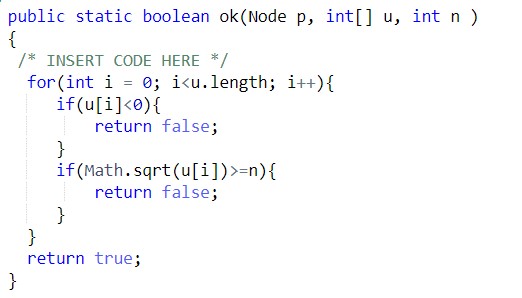 public static boolean ok(Node p, int[] u, int n )
{
 /* INSERT CODE HERE */
  for(int i = 0; i<u.length; i++){
     if(u[i]<0){
         return false;
     }
     if(Math.sqrt(u[i])>=n){
         return false;
     }
  }
  return true;
}